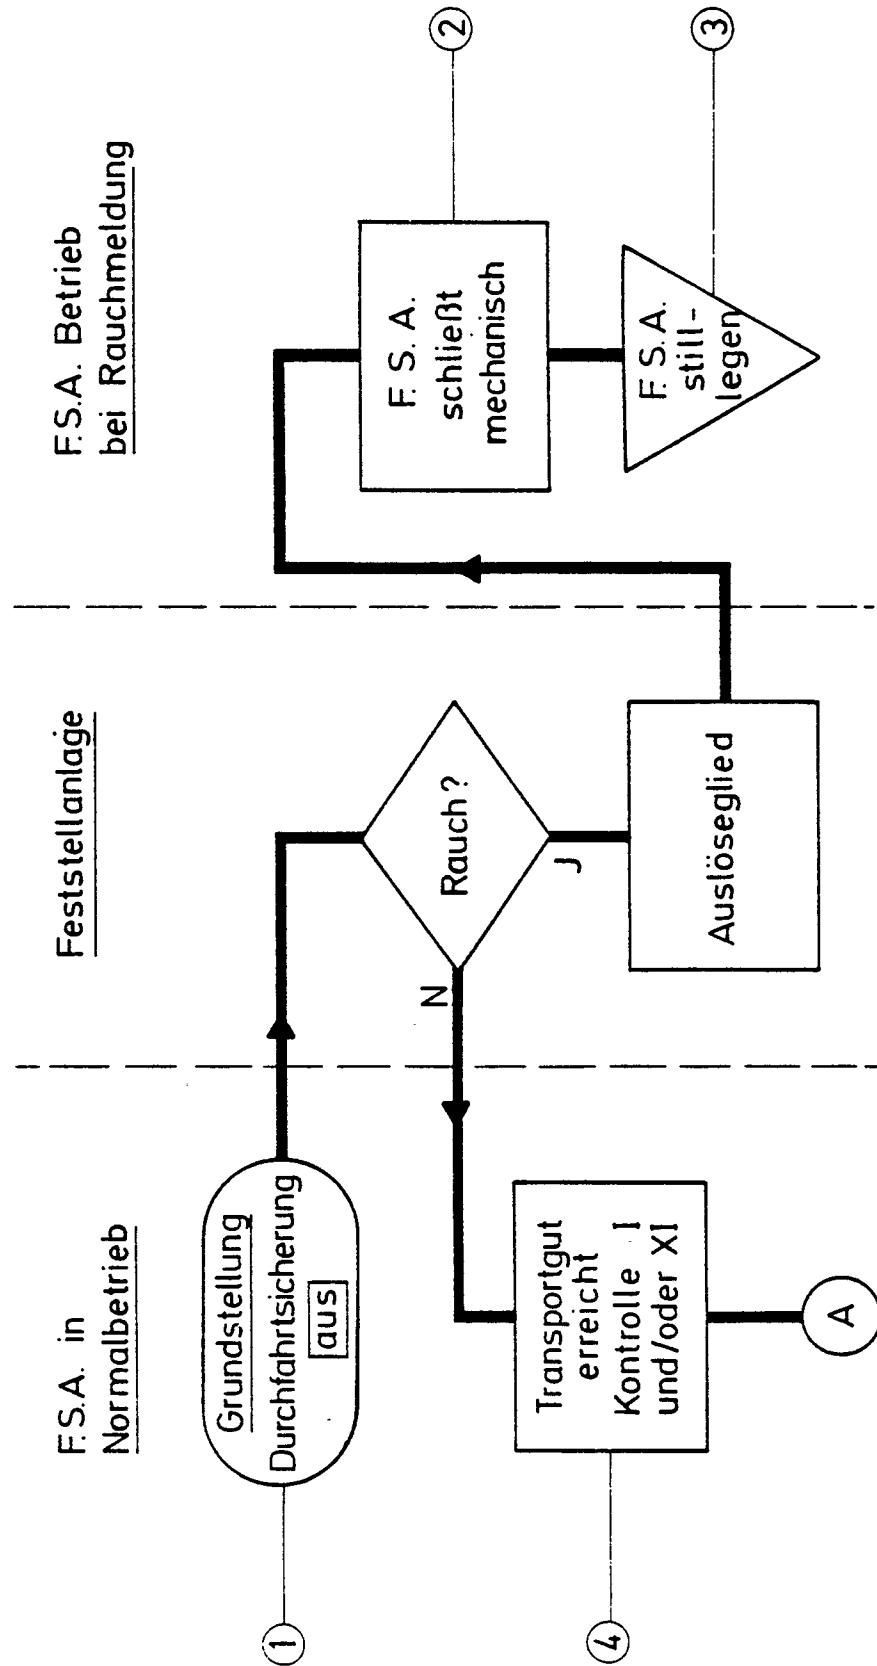 F.S.A. in
Normalbetrieb
Feststellanlage
F.S.A. Betrieb
bei Rauchmeldung
1
Grundstellung
Durchfahrtsicherung
aus
Rauch?
N
J
Auslöseglied
F. S. A.
schließt
mechanisch
2
F. S. A.
still-
legen
3
4
Transportgut
erreicht
Kontrolle I
und/oder XI
A